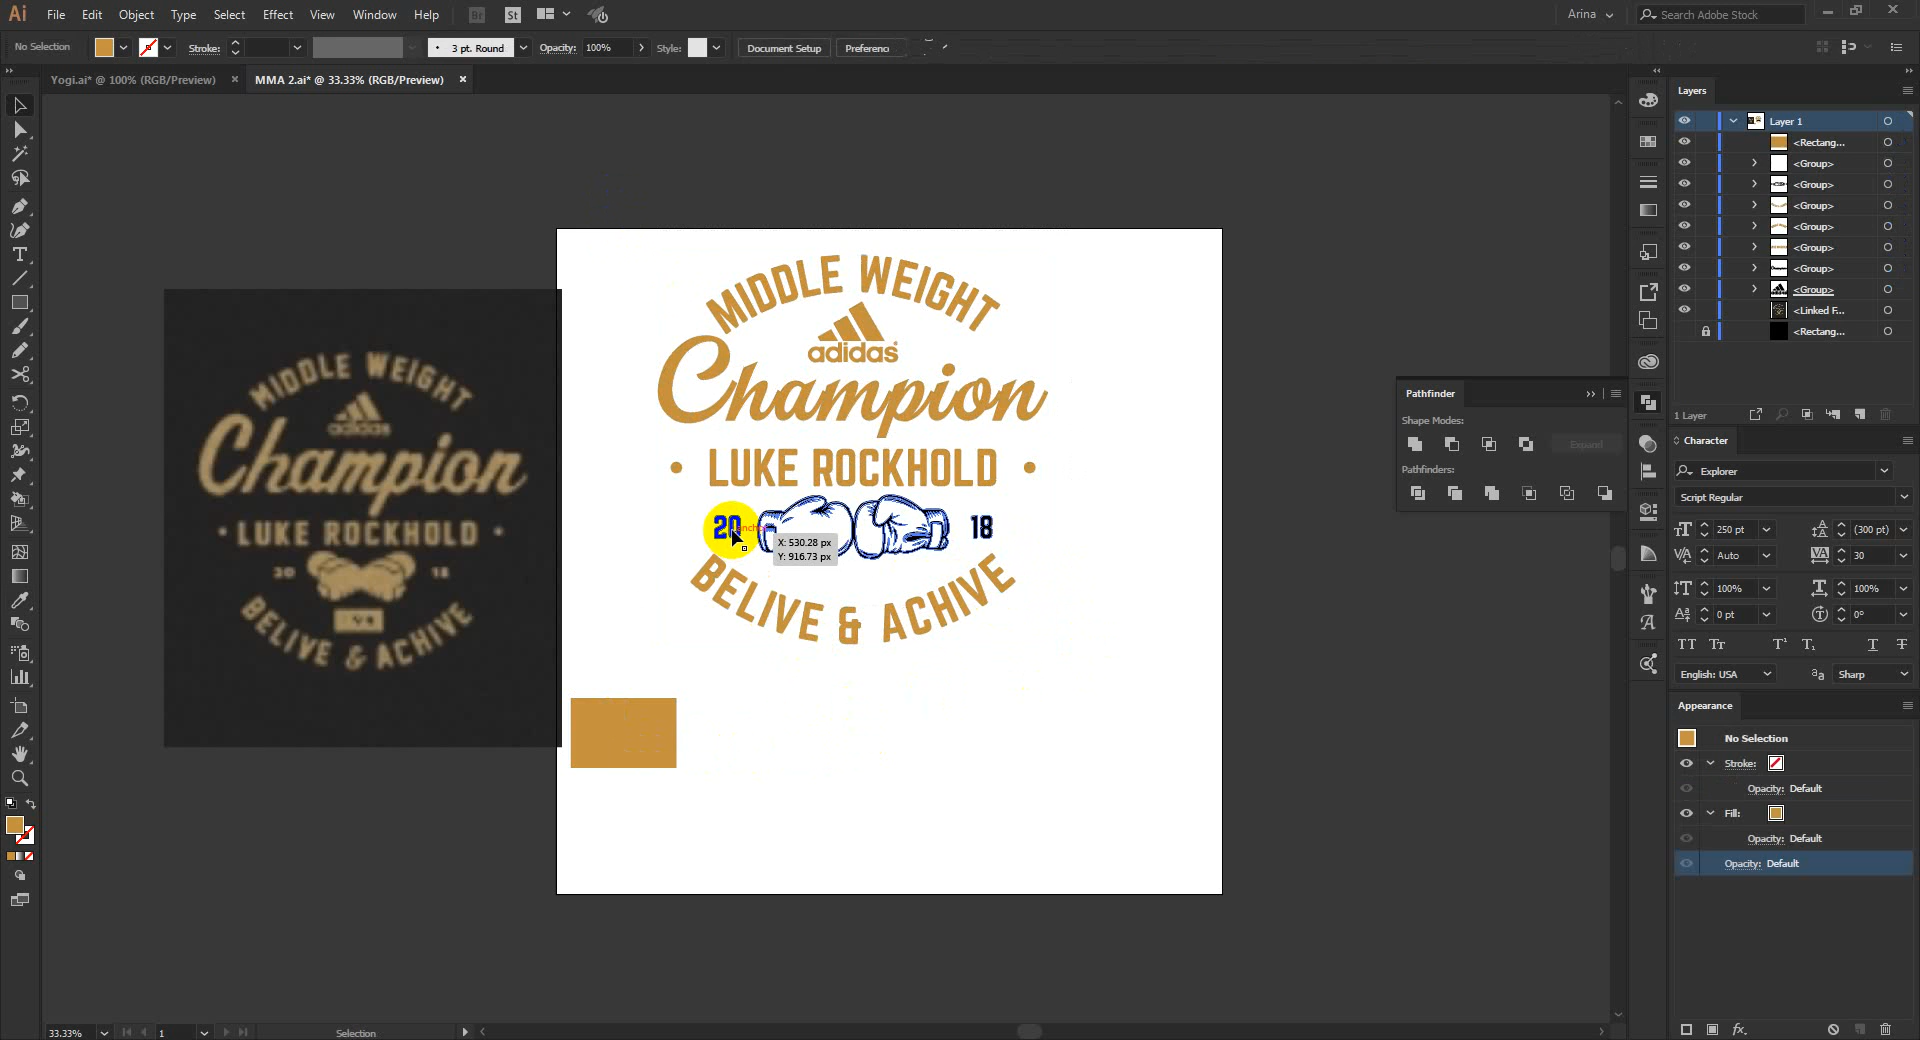 Ai File Edit Object Type Select Effect View Window Help Br St Arina Search Adobe Stock
No Selection Stroke: 3 pt. Round Opacity: 100% Style: Document Setup Preferenc
Yogi.ai* @ 100% (RGB/Preview) × MMA 2.ai* @ 33.33% (RGB/Preview) ×
MIDDLE WEIGHT
adidas
Champion
• LUKE ROCKHOLD •
20 18
BELIVE & ACHIVE
MIDDLE WEIGHT
adidas®
Champion
• LUKE ROCKHOLD •
20 18
X: 530.28 px
Y: 916.73 px
BELIVE & ACHIVE
Pathfinder
Shape Modes:
Expand
Pathfinders:
Layers
Layer 1
<Rectang...
<Group>
<Group>
<Group>
<Group>
<Group>
<Group>
<Group>
<Linked F...
<Rectang...
1 Layer
Character
Explorer
Script Regular
250 pt (300 pt)
Auto 30
100% 100%
0 pt 0°
English: USA Sharp
Appearance
No Selection
Stroke:
Opacity: Default
Fill:
Opacity: Default
Opacity: Default
33.33% 1 Selection